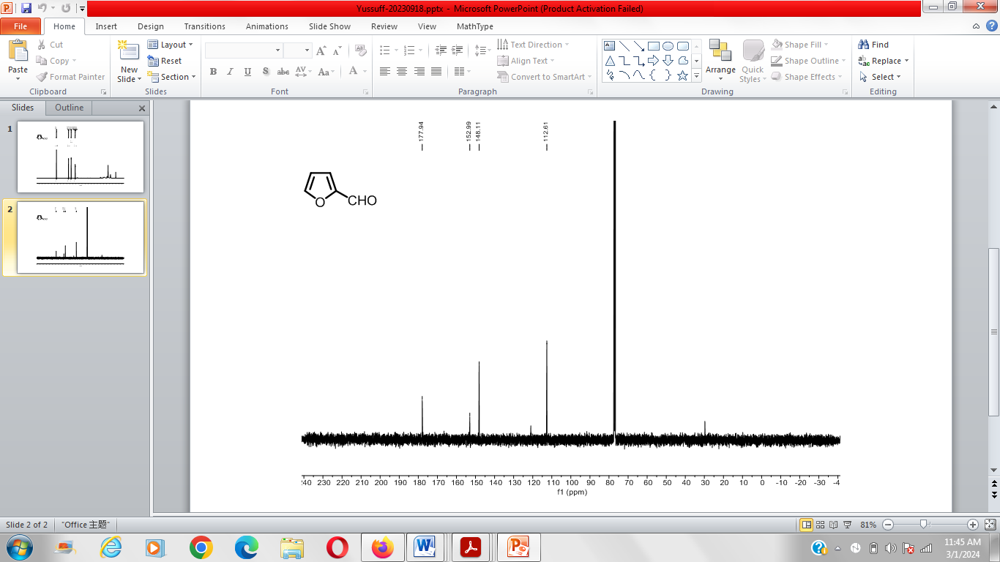 Yussuff-20230918.pptx - Microsoft PowerPoint (Product Activation Failed)
File Home Insert Design Transitions Animations Slide Show Review View MathType
Paste
Cut
Copy
Format Painter
Clipboard
New Slide
Layout
Reset
Section
Slides
B I U S abc AV Aa A
Font
Text Direction
Align Text
Convert to SmartArt
Paragraph
Arrange
Quick Styles
Shape Fill
Shape Outline
Shape Effects
Drawing
Find
Replace
Select
Editing
Slides Outline
1
2
177.94
152.99
148.11
112.61
O
CHO
240 230 220 210 200 190 180 170 160 150 140 130 120 110 100 90 80 70 60 50 40 30 20 10 0 -10 -20 -30 -4
f1 (ppm)
Slide 2 of 2 "Office 主题" 81%
11:45 AM
3/1/2024